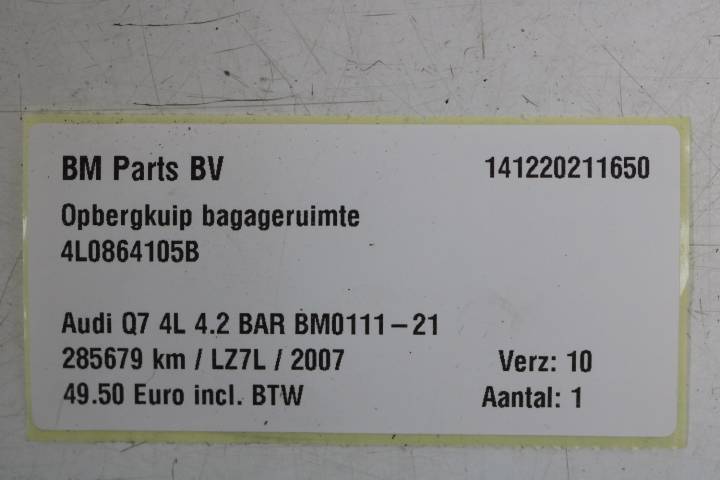 BM Parts BV 141220211650
Opbergkuip bagageruimte
4L0864105B
Audi Q7 4L 4.2 BAR BM0111-21
285679 km / LZ7L / 2007 Verz: 10
49.50 Euro incl. BTW Aantal: 1